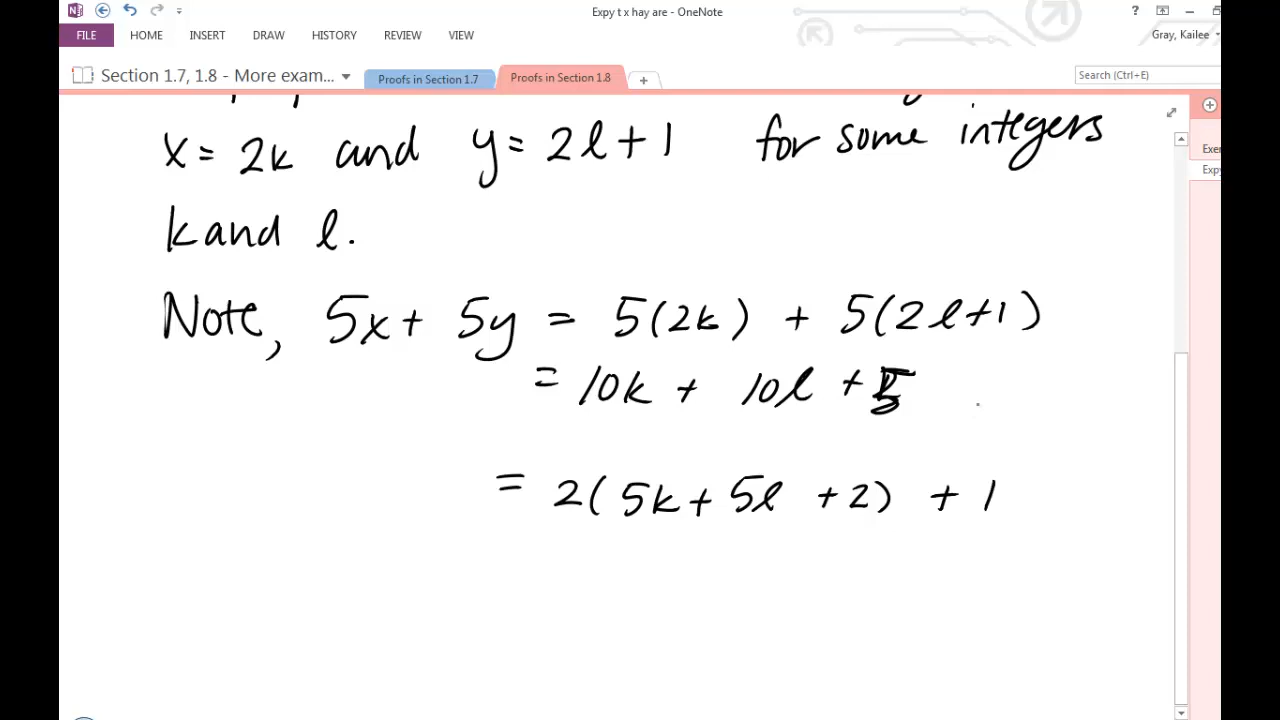 Expy t x hay are - OneNote
?
FILE HOME INSERT DRAW HISTORY REVIEW VIEW
Gray, Kailee
Section 1.7, 1.8 - More exam...
Proofs in Section 1.7
Proofs in Section 1.8
+
Search (Ctrl+E)
x = 2k and y = 2l + 1 for some integers
k and l.
Note, 5x + 5y = 5(2k) + 5(2l+1)
= 10k + 10l + 5
= 2(5k + 5l + 2) + 1
Exer
Expy